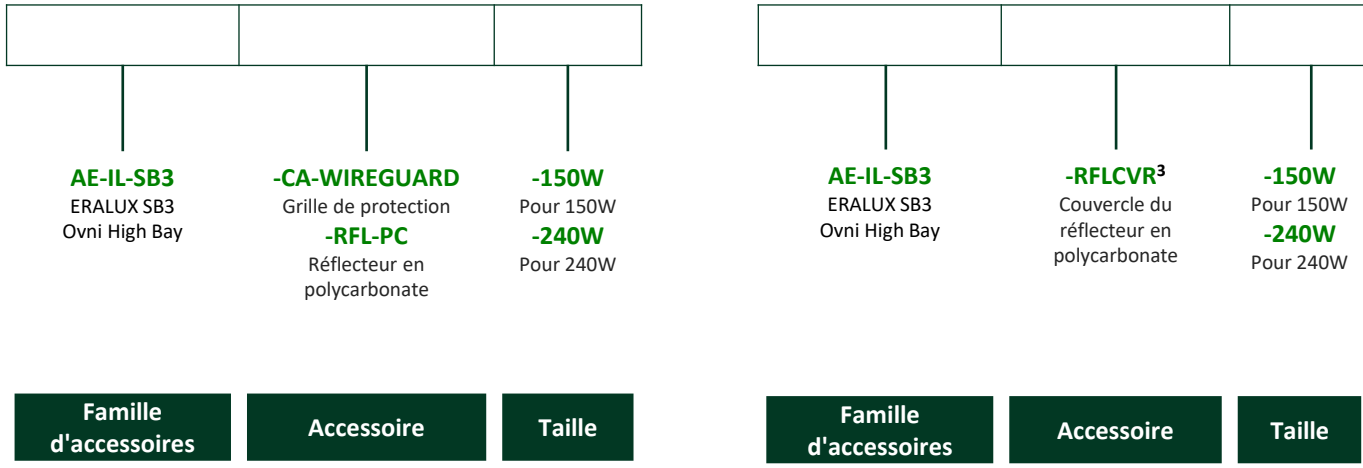 AE-IL-SB3
ERALUX SB3
Ovni High Bay
-CA-WIREGUARD
Grille de protection
-RFL-PC
Réflecteur en
polycarbonate
-150W
Pour 150W
-240W
Pour 240W
Famille
d'accessoires
Accessoire
Taille
AE-IL-SB3
ERALUX SB3
Ovni High Bay
-RFLCVR³
Couvercle du
réflecteur en
polycarbonate
-150W
Pour 150W
-240W
Pour 240W
Famille
d'accessoires
Accessoire
Taille